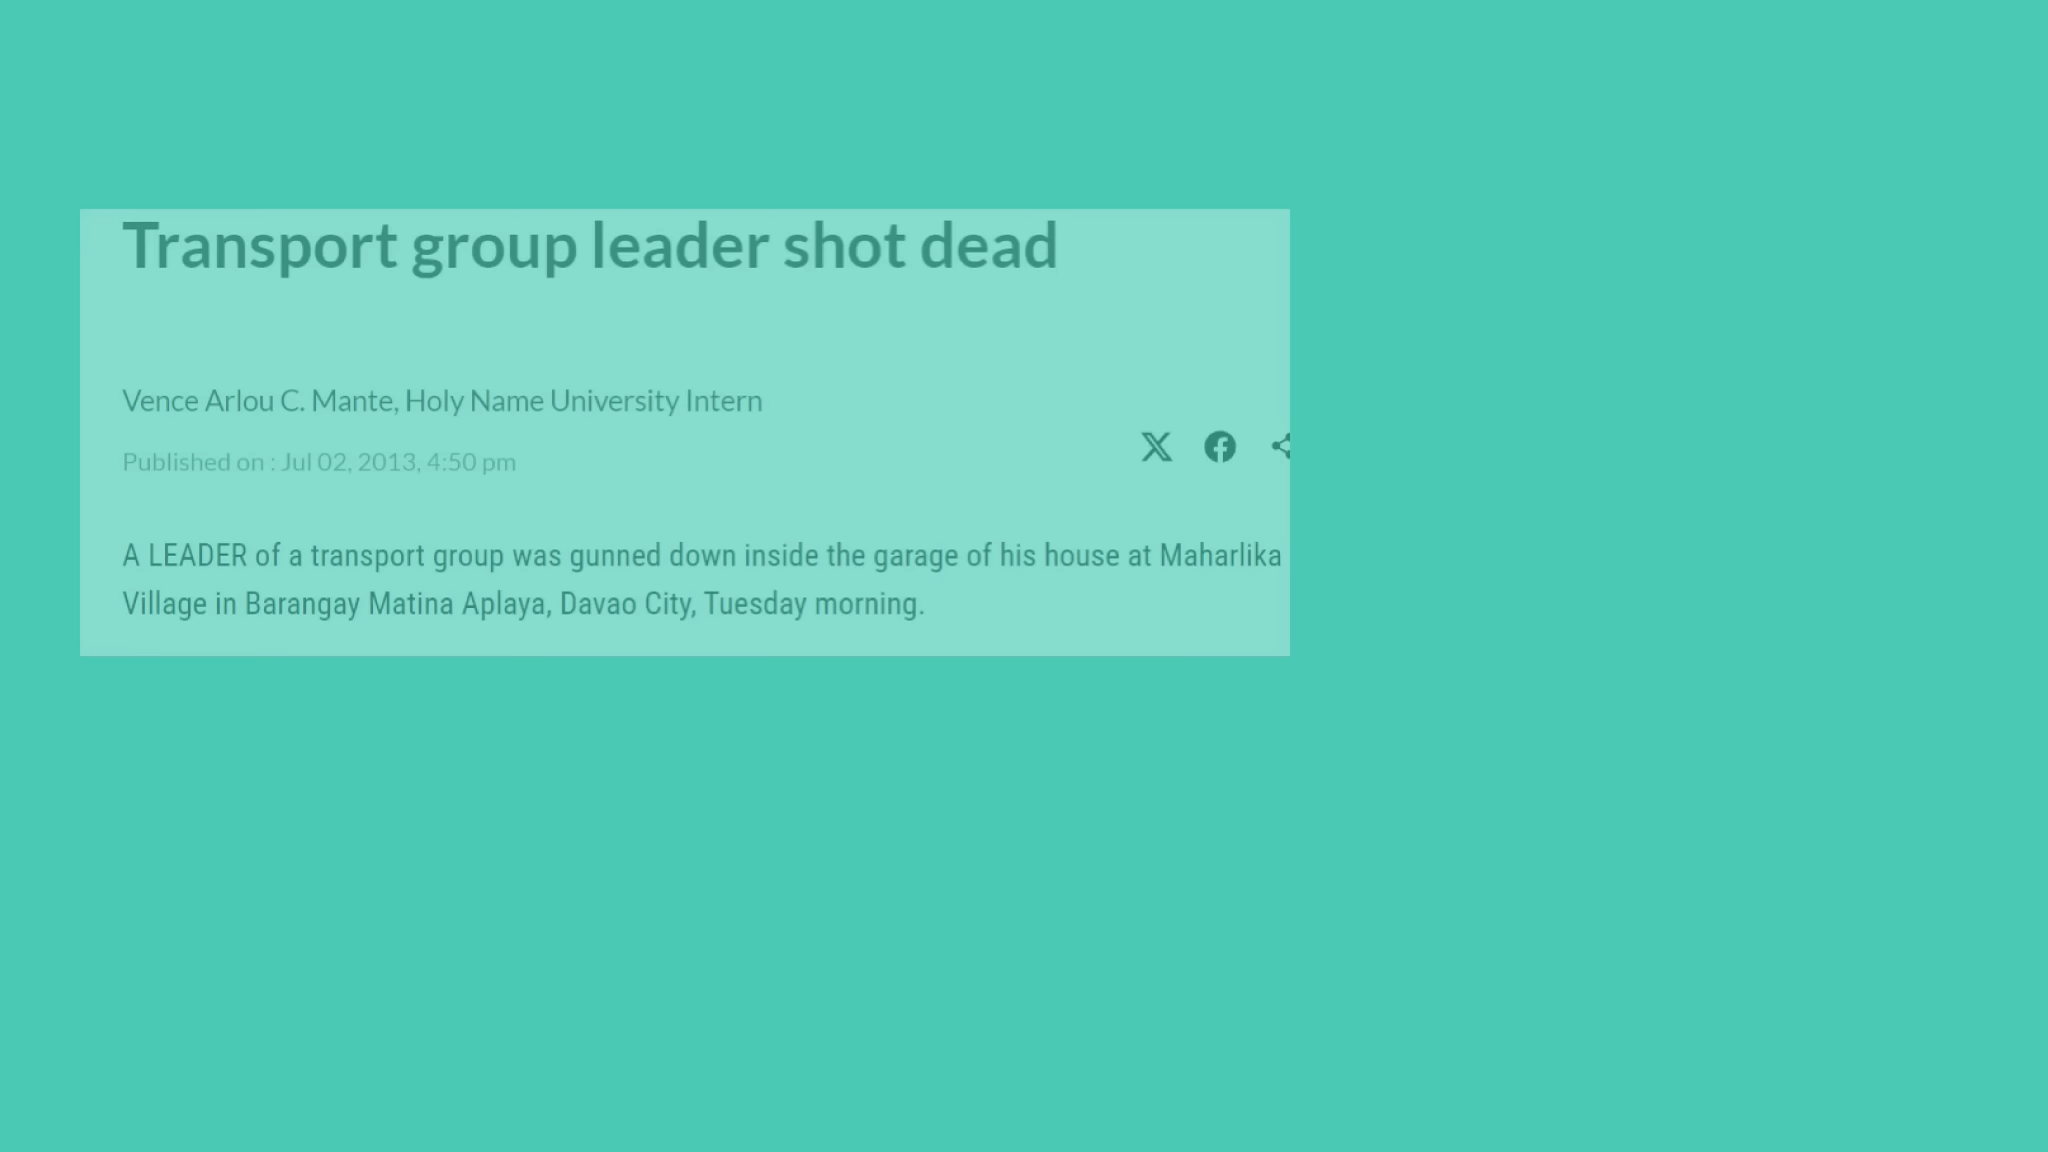 Transport group leader shot dead
Vence Arlou C. Mante, Holy Name University Intern
Published on : Jul 02, 2013, 4:50 pm
A LEADER of a transport group was gunned down inside the garage of his house at Maharlika
Village in Barangay Matina Aplaya, Davao City, Tuesday morning.